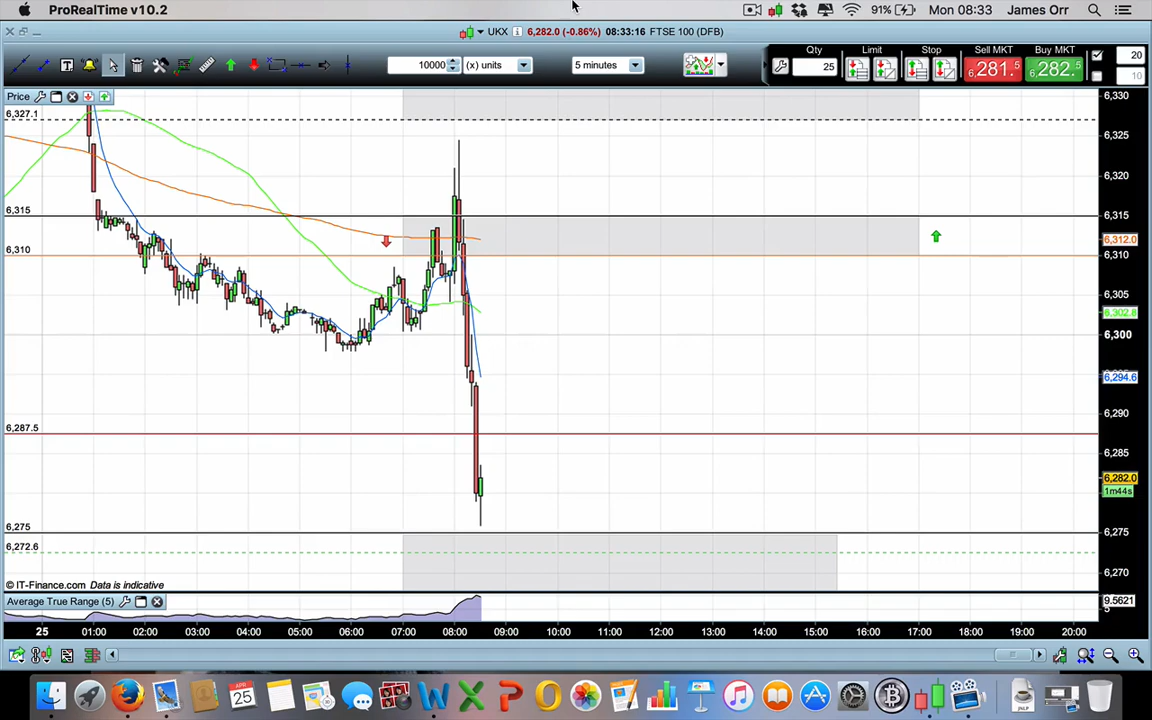 ProRealTime v10.2
91%
Mon 08:33
James Orr
UKX
6,282.0 (-0.86%)
08:33:16
FTSE 100 (DFB)
10000
(x) units
5 minutes
Qty
Limit
Stop
Sell MKT
Buy MKT
25
6,281.5
6,282.5
20
10
Price
6,327.1
6,315
6,310
6,287.5
6,275
6,272.6
6,330
6,325
6,320
6,315
6,312.0
6,310
6,305
6,302.8
6,300
6,294.6
6,290
6,285
6,282.0
1m44s
6,275
6,270
© IT-Finance.com Data is indicative
Average True Range (5)
9.5621
5
25 01:00 02:00 03:00 04:00 05:00 06:00 07:00 08:00 09:00 10:00 11:00 12:00 13:00 14:00 15:00 16:00 17:00 18:00 19:00 20:00
APR
25
JNLP